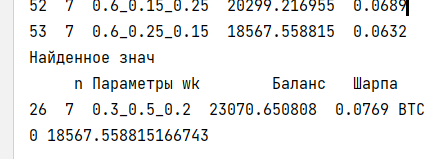 52 7 0.6_0.15_0.25 20299.216955 0.0689
53 7 0.6_0.25_0.15 18567.558815 0.0632
Найденное знач
n Параметры wk Баланс Шарпа
26 7 0.3_0.5_0.2 23070.650808 0.0769 BTC
0 18567.558815166743